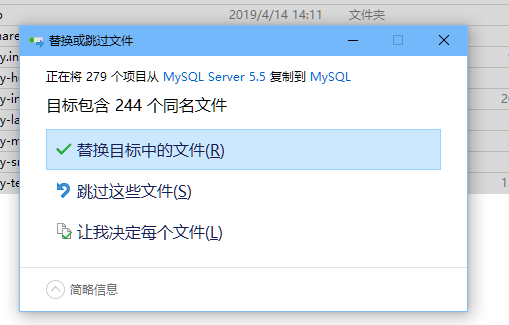 2019/4/14 14:11 文件夹
替换或跳过文件
正在将 279 个项目从 MySQL Server 5.5 复制到 MySQL
目标包含 244 个同名文件
替换目标中的文件(R)
跳过这些文件(S)
让我决定每个文件(L)
简略信息